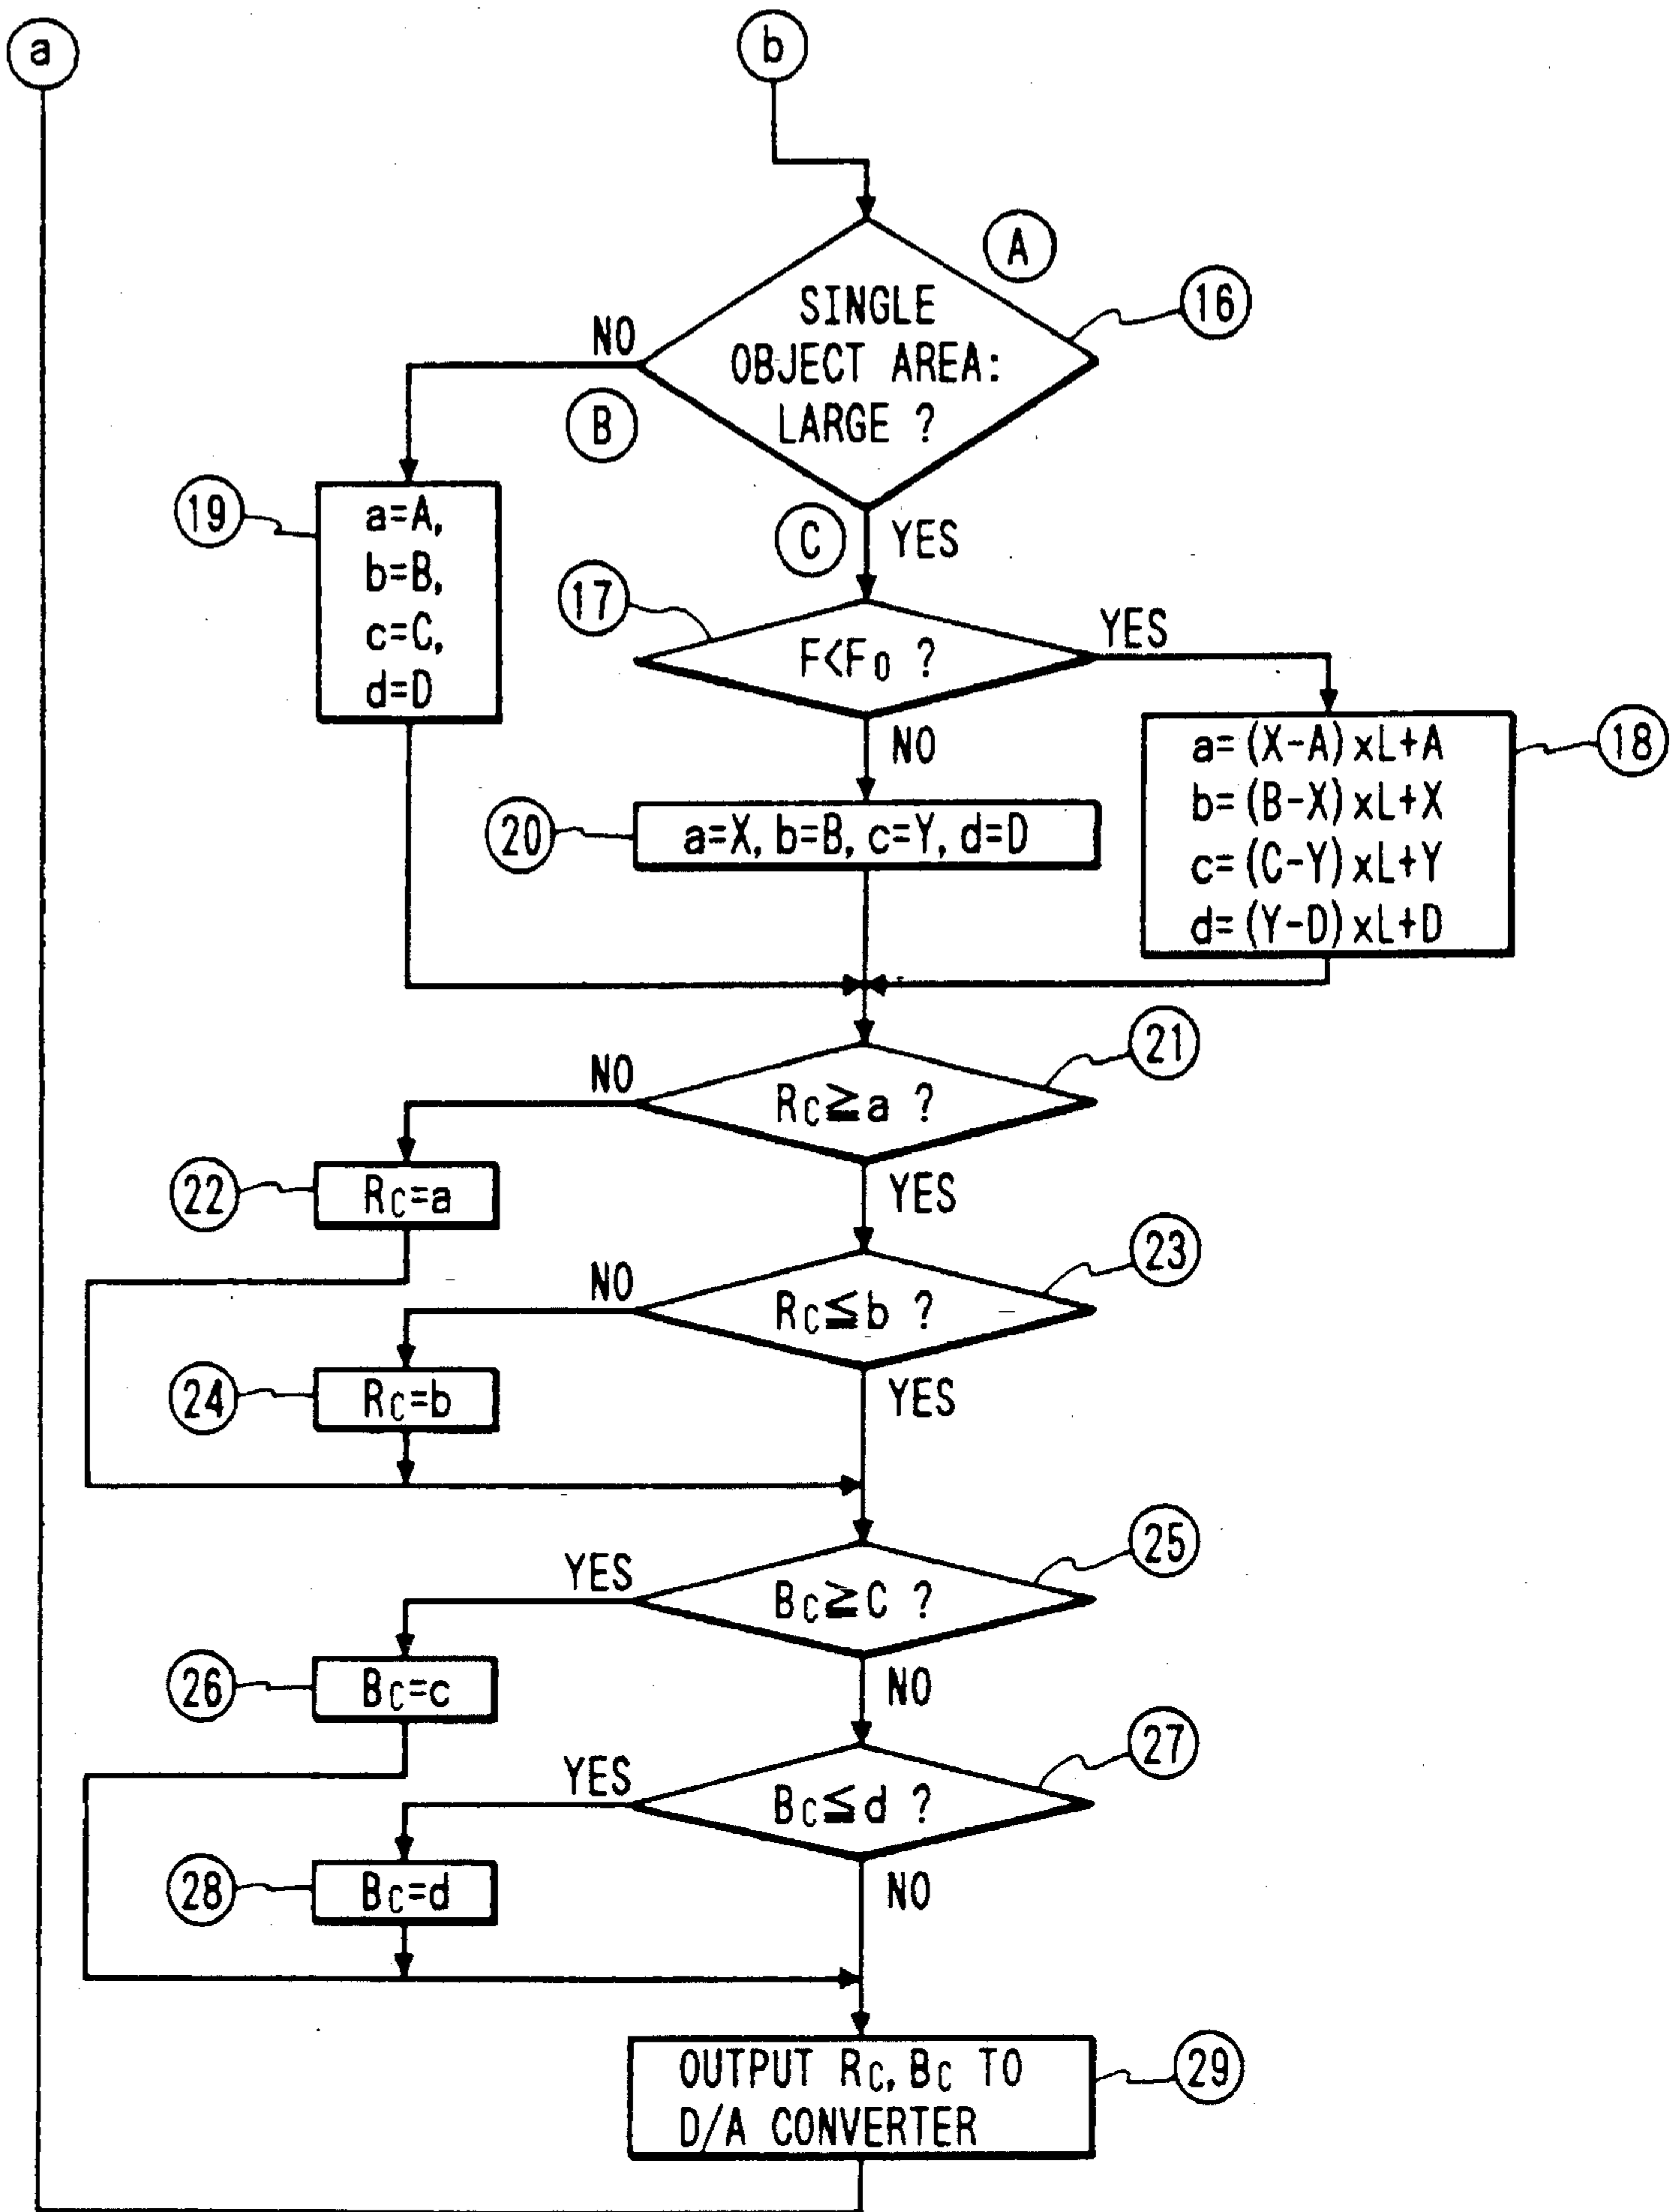 a
b
A
SINGLE
OBJECT AREA:
LARGE ?
16
NO
B
19
a=A,
b=B,
c=C,
d=D
C
YES
17
F<F0 ?
YES
NO
18
a=(X-A)xL+A
b=(B-X)xL+X
c=(C-Y)xL+Y
d=(Y-D)xL+D
20
a=X, b=B, c=Y, d=D
21
NO
RC≧a ?
22
RC=a
YES
23
NO
RC≦b ?
24
RC=b
YES
25
YES
BC≧C ?
26
BC=c
NO
27
YES
BC≦d ?
28
BC=d
NO
29
OUTPUT RC, BC TO
D/A CONVERTER